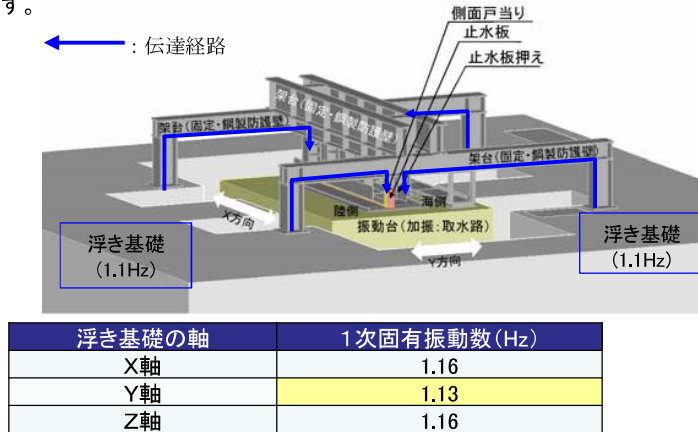 す。
側面戸当り
止水板
止水板押え
:伝達経路
架台(固定・鋼製防護壁)
架台(固定・鋼製防護壁)
架台(固定・鋼製防護壁)
陸側
海側
振動台(加振:取水路)
X方向
Y方向
浮き基礎
(1.1Hz)
浮き基礎
(1.1Hz)
浮き基礎の軸 1次固有振動数(Hz)
X軸 1.16
Y軸 1.13
Z軸 1.16